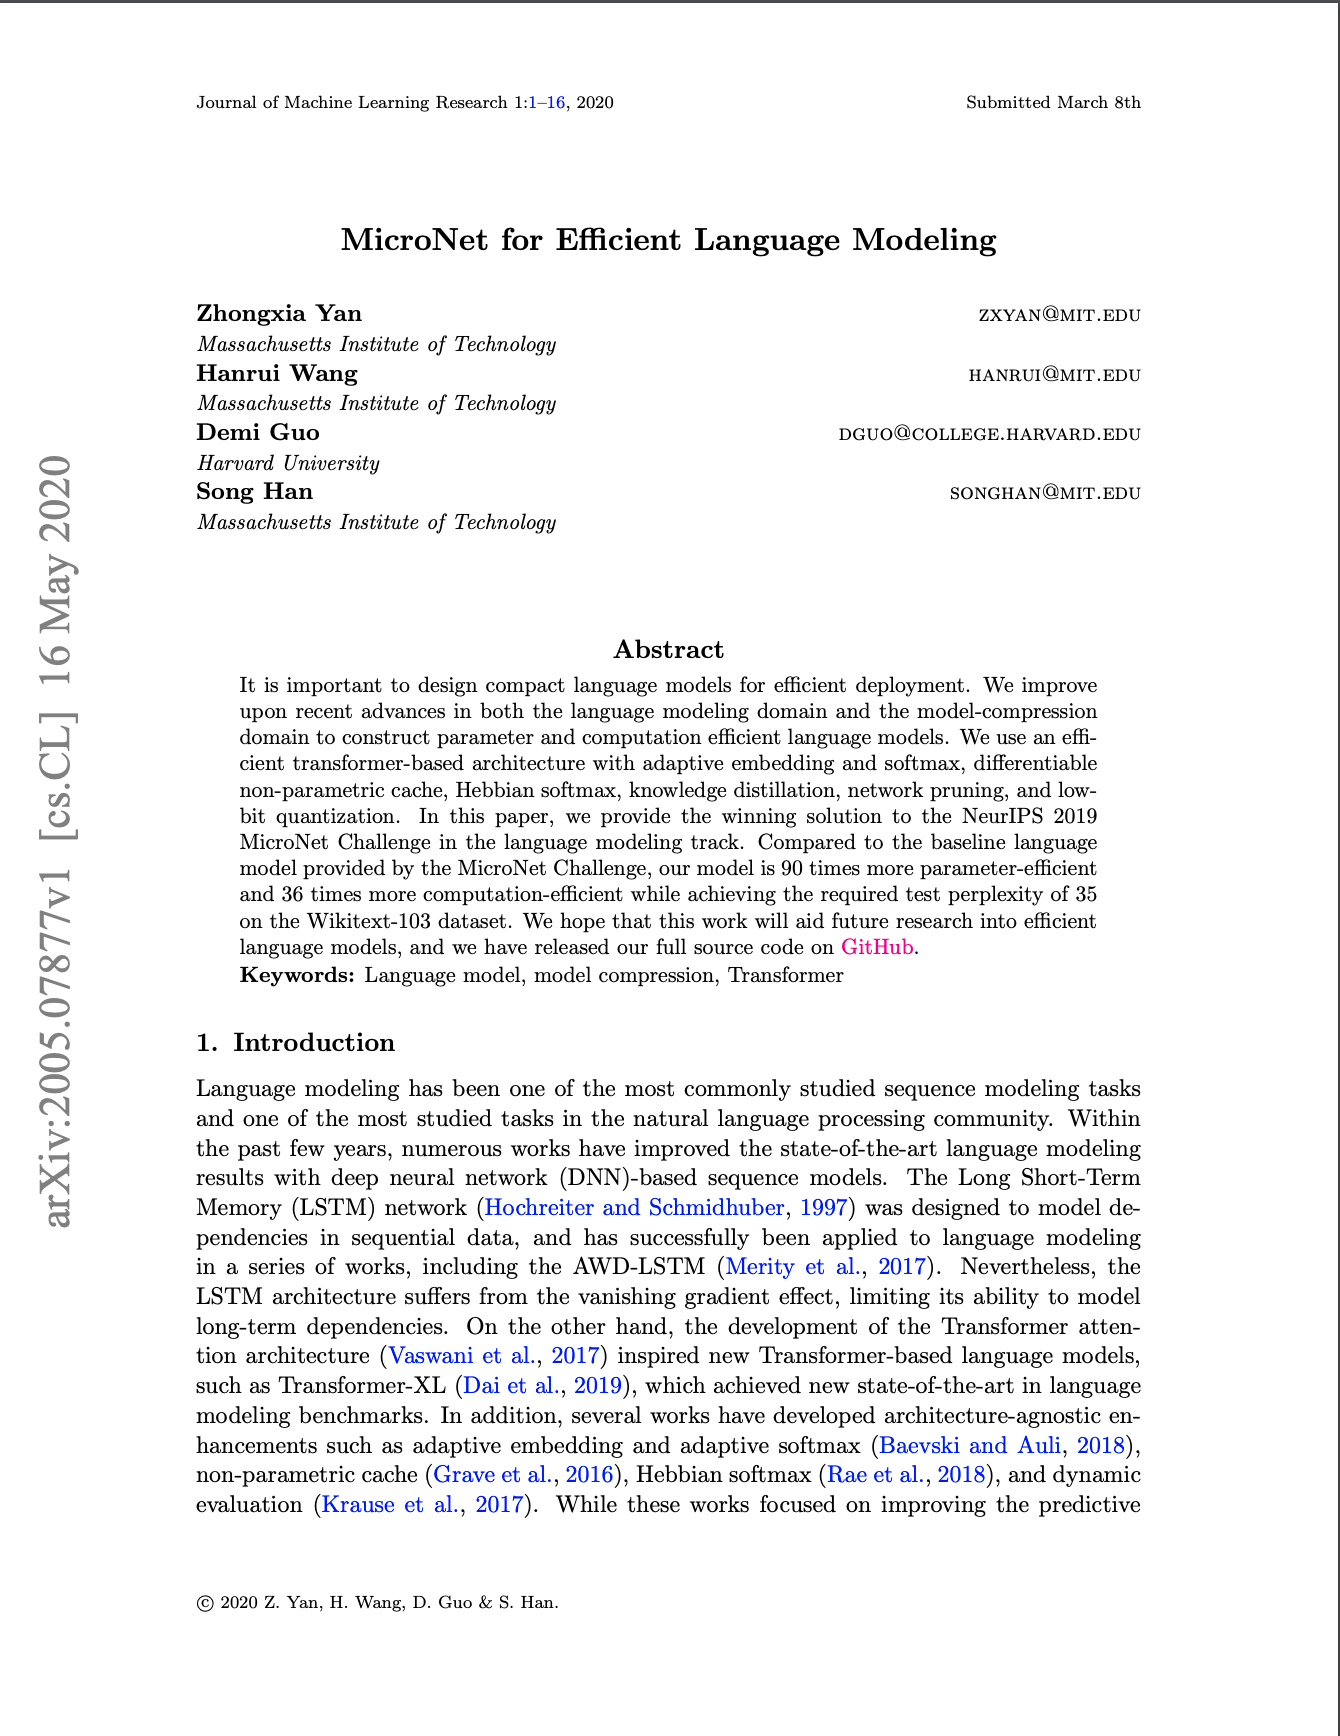 Journal of Machine Learning Research 1:1–16, 2020 Submitted March 8th
MicroNet for Efficient Language Modeling
Zhongxia Yan ZXYAN@MIT.EDU
Massachusetts Institute of Technology
Hanrui Wang HANRUI@MIT.EDU
Massachusetts Institute of Technology
Demi Guo DGUO@COLLEGE.HARVARD.EDU
Harvard University
Song Han SONGHAN@MIT.EDU
Massachusetts Institute of Technology
arXiv:2005.07877v1 [cs.CL] 16 May 2020
Abstract
It is important to design compact language models for efficient deployment. We improve
upon recent advances in both the language modeling domain and the model-compression
domain to construct parameter and computation efficient language models. We use an effi-
cient transformer-based architecture with adaptive embedding and softmax, differentiable
non-parametric cache, Hebbian softmax, knowledge distillation, network pruning, and low-
bit quantization. In this paper, we provide the winning solution to the NeurIPS 2019
MicroNet Challenge in the language modeling track. Compared to the baseline language
model provided by the MicroNet Challenge, our model is 90 times more parameter-efficient
and 36 times more computation-efficient while achieving the required test perplexity of 35
on the Wikitext-103 dataset. We hope that this work will aid future research into efficient
language models, and we have released our full source code on GitHub.
Keywords: Language model, model compression, Transformer
1. Introduction
Language modeling has been one of the most commonly studied sequence modeling tasks
and one of the most studied tasks in the natural language processing community. Within
the past few years, numerous works have improved the state-of-the-art language modeling
results with deep neural network (DNN)-based sequence models. The Long Short-Term
Memory (LSTM) network (Hochreiter and Schmidhuber, 1997) was designed to model de-
pendencies in sequential data, and has successfully been applied to language modeling
in a series of works, including the AWD-LSTM (Merity et al., 2017). Nevertheless, the
LSTM architecture suffers from the vanishing gradient effect, limiting its ability to model
long-term dependencies. On the other hand, the development of the Transformer atten-
tion architecture (Vaswani et al., 2017) inspired new Transformer-based language models,
such as Transformer-XL (Dai et al., 2019), which achieved new state-of-the-art in language
modeling benchmarks. In addition, several works have developed architecture-agnostic en-
hancements such as adaptive embedding and adaptive softmax (Baevski and Auli, 2018),
non-parametric cache (Grave et al., 2016), Hebbian softmax (Rae et al., 2018), and dynamic
evaluation (Krause et al., 2017). While these works focused on improving the predictive
© 2020 Z. Yan, H. Wang, D. Guo & S. Han.